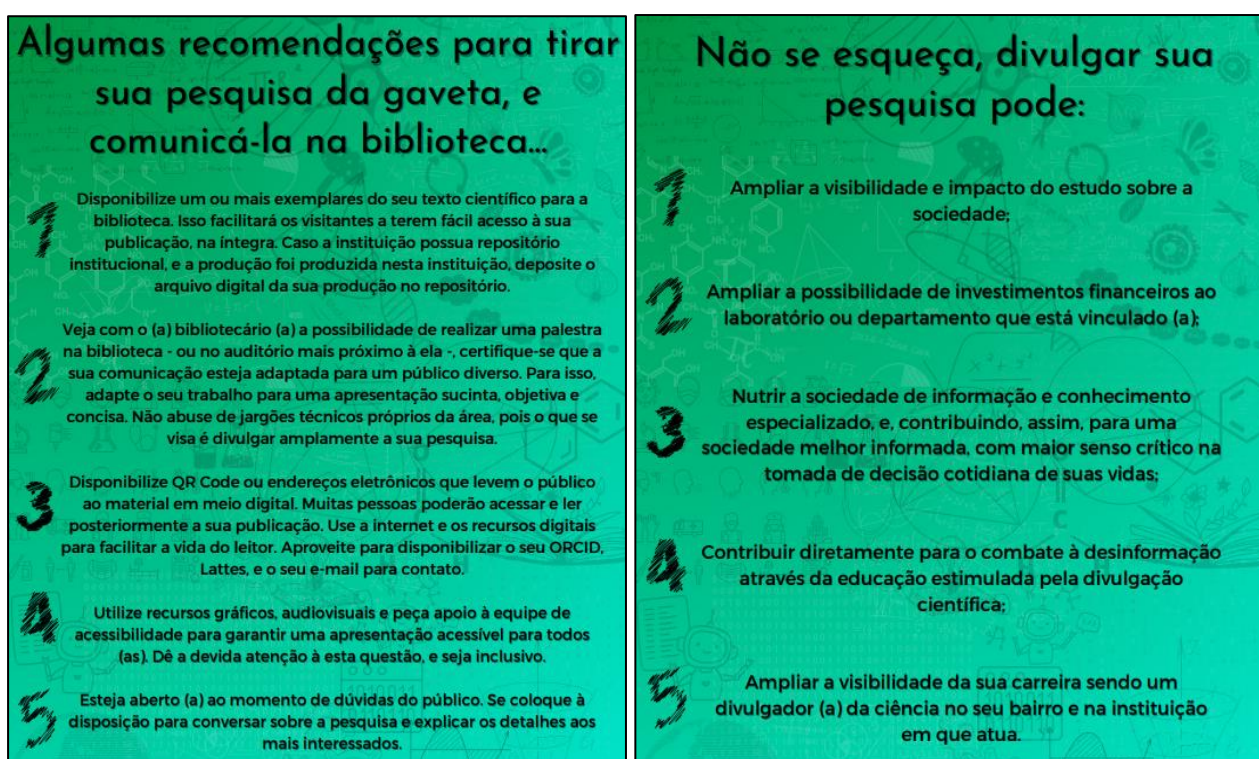 Algumas recomendações para tirar
sua pesquisa da gaveta, e
comunicá-la na biblioteca...
1
Disponibilize um ou mais exemplares do seu texto científico para a
biblioteca. Isso facilitará os visitantes a terem fácil acesso à sua
publicação, na íntegra. Caso a instituição possua repositório
institucional, e a produção foi produzida nesta instituição, deposite o
arquivo digital da sua produção no repositório.
2
Veja com o (a) bibliotecário (a) a possibilidade de realizar uma palestra
na biblioteca - ou no auditório mais próximo à ela -, certifique-se que a
sua comunicação esteja adaptada para um público diverso. Para isso,
adapte o seu trabalho para uma apresentação sucinta, objetiva e
concisa. Não abuse de jargões técnicos próprios da área, pois o que se
visa é divulgar amplamente a sua pesquisa.
3
Disponibilize QR Code ou endereços eletrônicos que levem o público
ao material em meio digital. Muitas pessoas poderão acessar e ler
posteriormente a sua publicação. Use a internet e os recursos digitais
para facilitar a vida do leitor. Aproveite para disponibilizar o seu ORCID,
Lattes, e o seu e-mail para contato.
4
Utilize recursos gráficos, audiovisuais e peça apoio à equipe de
acessibilidade para garantir uma apresentação acessível para todos
(as). Dê a devida atenção à esta questão, e seja inclusivo.
5
Esteja aberto (a) ao momento de dúvidas do público. Se coloque à
disposição para conversar sobre a pesquisa e explicar os detalhes aos
mais interessados.
Não se esqueça, divulgar sua
pesquisa pode:
1
Ampliar a visibilidade e impacto do estudo sobre a
sociedade;
2
Ampliar a possibilidade de investimentos financeiros ao
laboratório ou departamento que está vinculado (a);
3
Nutrir a sociedade de informação e conhecimento
especializado, e, contribuindo, assim, para uma
sociedade melhor informada, com maior senso crítico na
tomada de decisão cotidiana de suas vidas;
4
Contribuir diretamente para o combate à desinformação
através da educação estimulada pela divulgação
científica;
5
Ampliar a visibilidade da sua carreira sendo um
divulgador (a) da ciência no seu bairro e na instituição
em que atua.